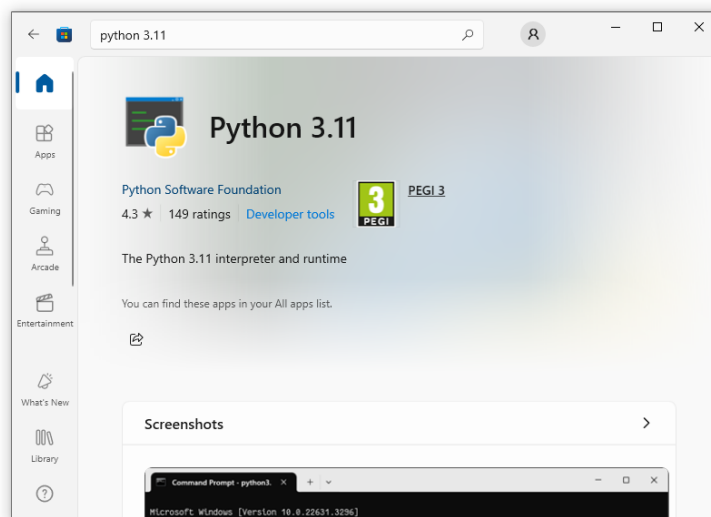 python 3.11
Python 3.11
Python Software Foundation
3
PEGI
PEGI 3
4.3 ★ 149 ratings Developer tools
The Python 3.11 interpreter and runtime
You can find these apps in your All apps list.
Apps
Gaming
Arcade
Entertainment
What's New
Library
Screenshots
Command Prompt - python3.
Microsoft Windows [Version 10.0.22631.3296]